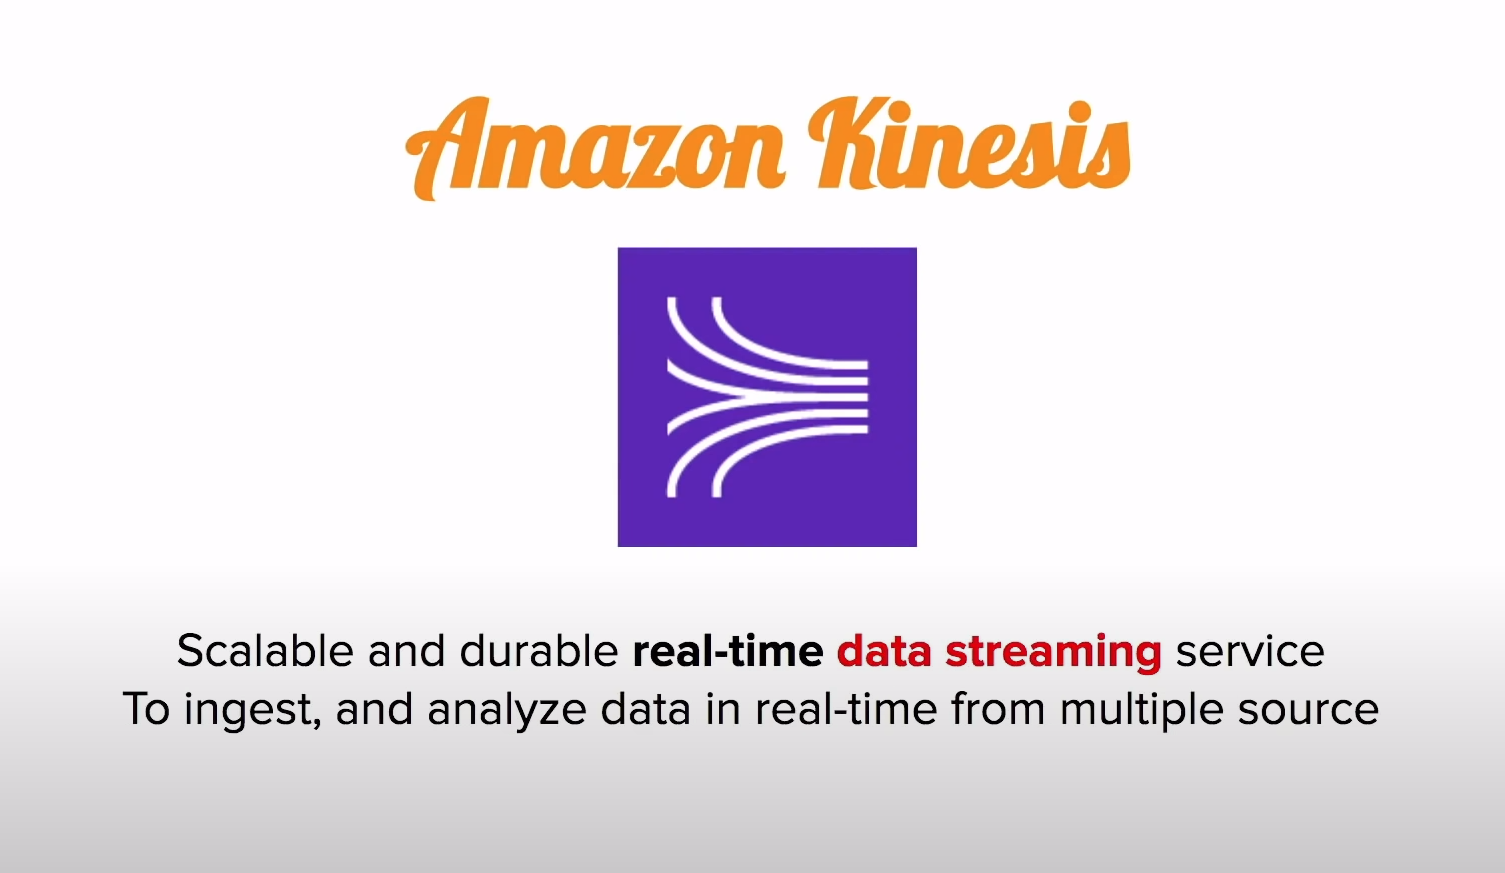 Amazon Kinesis
Scalable and durable real-time data streaming service
To ingest, and analyze data in real-time from multiple source